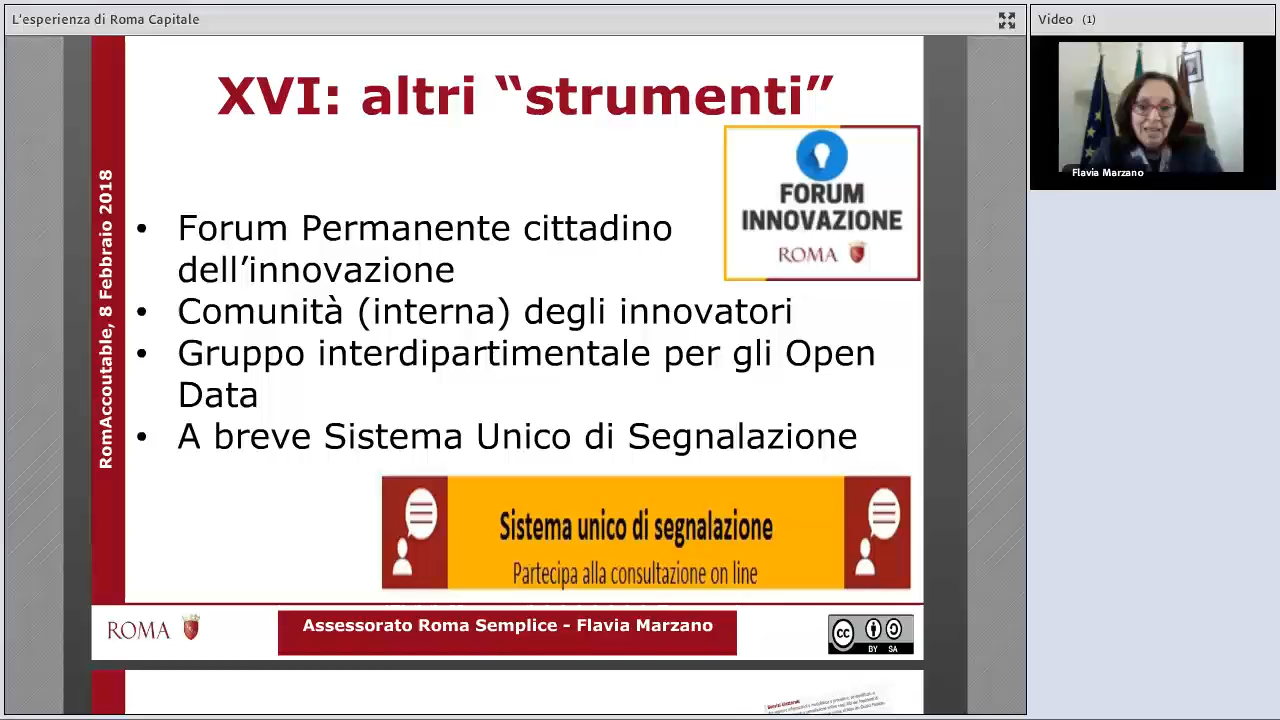 L'esperienza di Roma Capitale
Video (1)
Flavia Marzano
RomAccoutable, 8 Febbraio 2018
XVI: altri “strumenti”
FORUM
INNOVAZIONE
ROMA
• Forum Permanente cittadino
dell’innovazione
• Comunità (interna) degli innovatori
• Gruppo interdipartimentale per gli Open
Data
• A breve Sistema Unico di Segnalazione
Sistema unico di segnalazione
Partecipa alla consultazione on line
ROMA
Assessorato Roma Semplice - Flavia Marzano
cc
BY SA